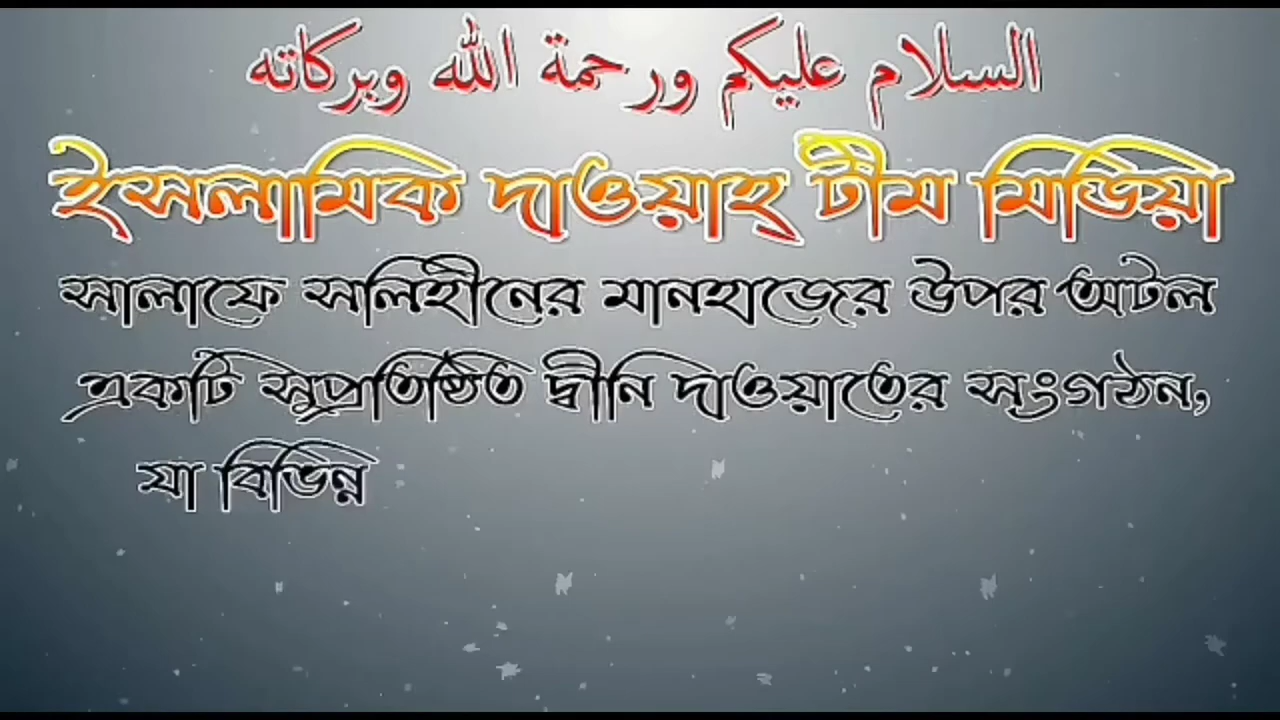 السلام عليكم ورحمة الله وبركاته
ইসলামিক দাওয়াহ্ টীম মিডিয়া
সালাফে সলিহীনের মানহাজের উপর অটল
একটি সুপ্রতিষ্ঠিত দ্বীনি দাওয়াতের সংগঠন,
যা বিভিন্ন